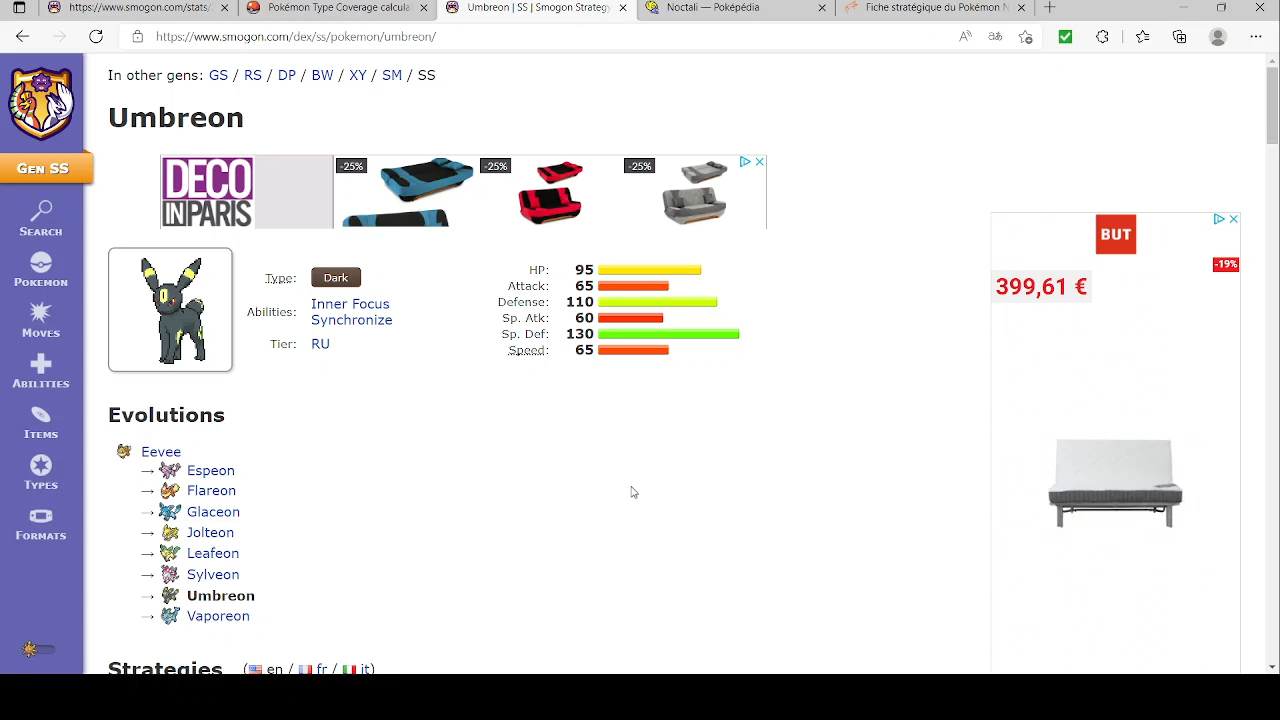 https://www.smogon.com/stats/
Pokémon Type Coverage calculat
Umbreon | SS | Smogon Strategy
Noctali — Poképédia
Fiche stratégique du Pokémon N
https://www.smogon.com/dex/ss/pokemon/umbreon/
In other gens: GS / RS / DP / BW / XY / SM / SS
Umbreon
GEN SS
SEARCH
POKEMON
MOVES
ABILITIES
ITEMS
TYPES
FORMATS
DECO
IN PARIS
-25%
-25%
-25%
BUT
-19%
399,61 €
Type: Dark
Abilities: Inner Focus
Synchronize
Tier: RU
HP: 95
Attack: 65
Defense: 110
Sp. Atk: 60
Sp. Def: 130
Speed: 65
Evolutions
Eevee
→ Espeon
→ Flareon
→ Glaceon
→ Jolteon
→ Leafeon
→ Sylveon
→ Umbreon
→ Vaporeon
Strategies (en / fr / it)